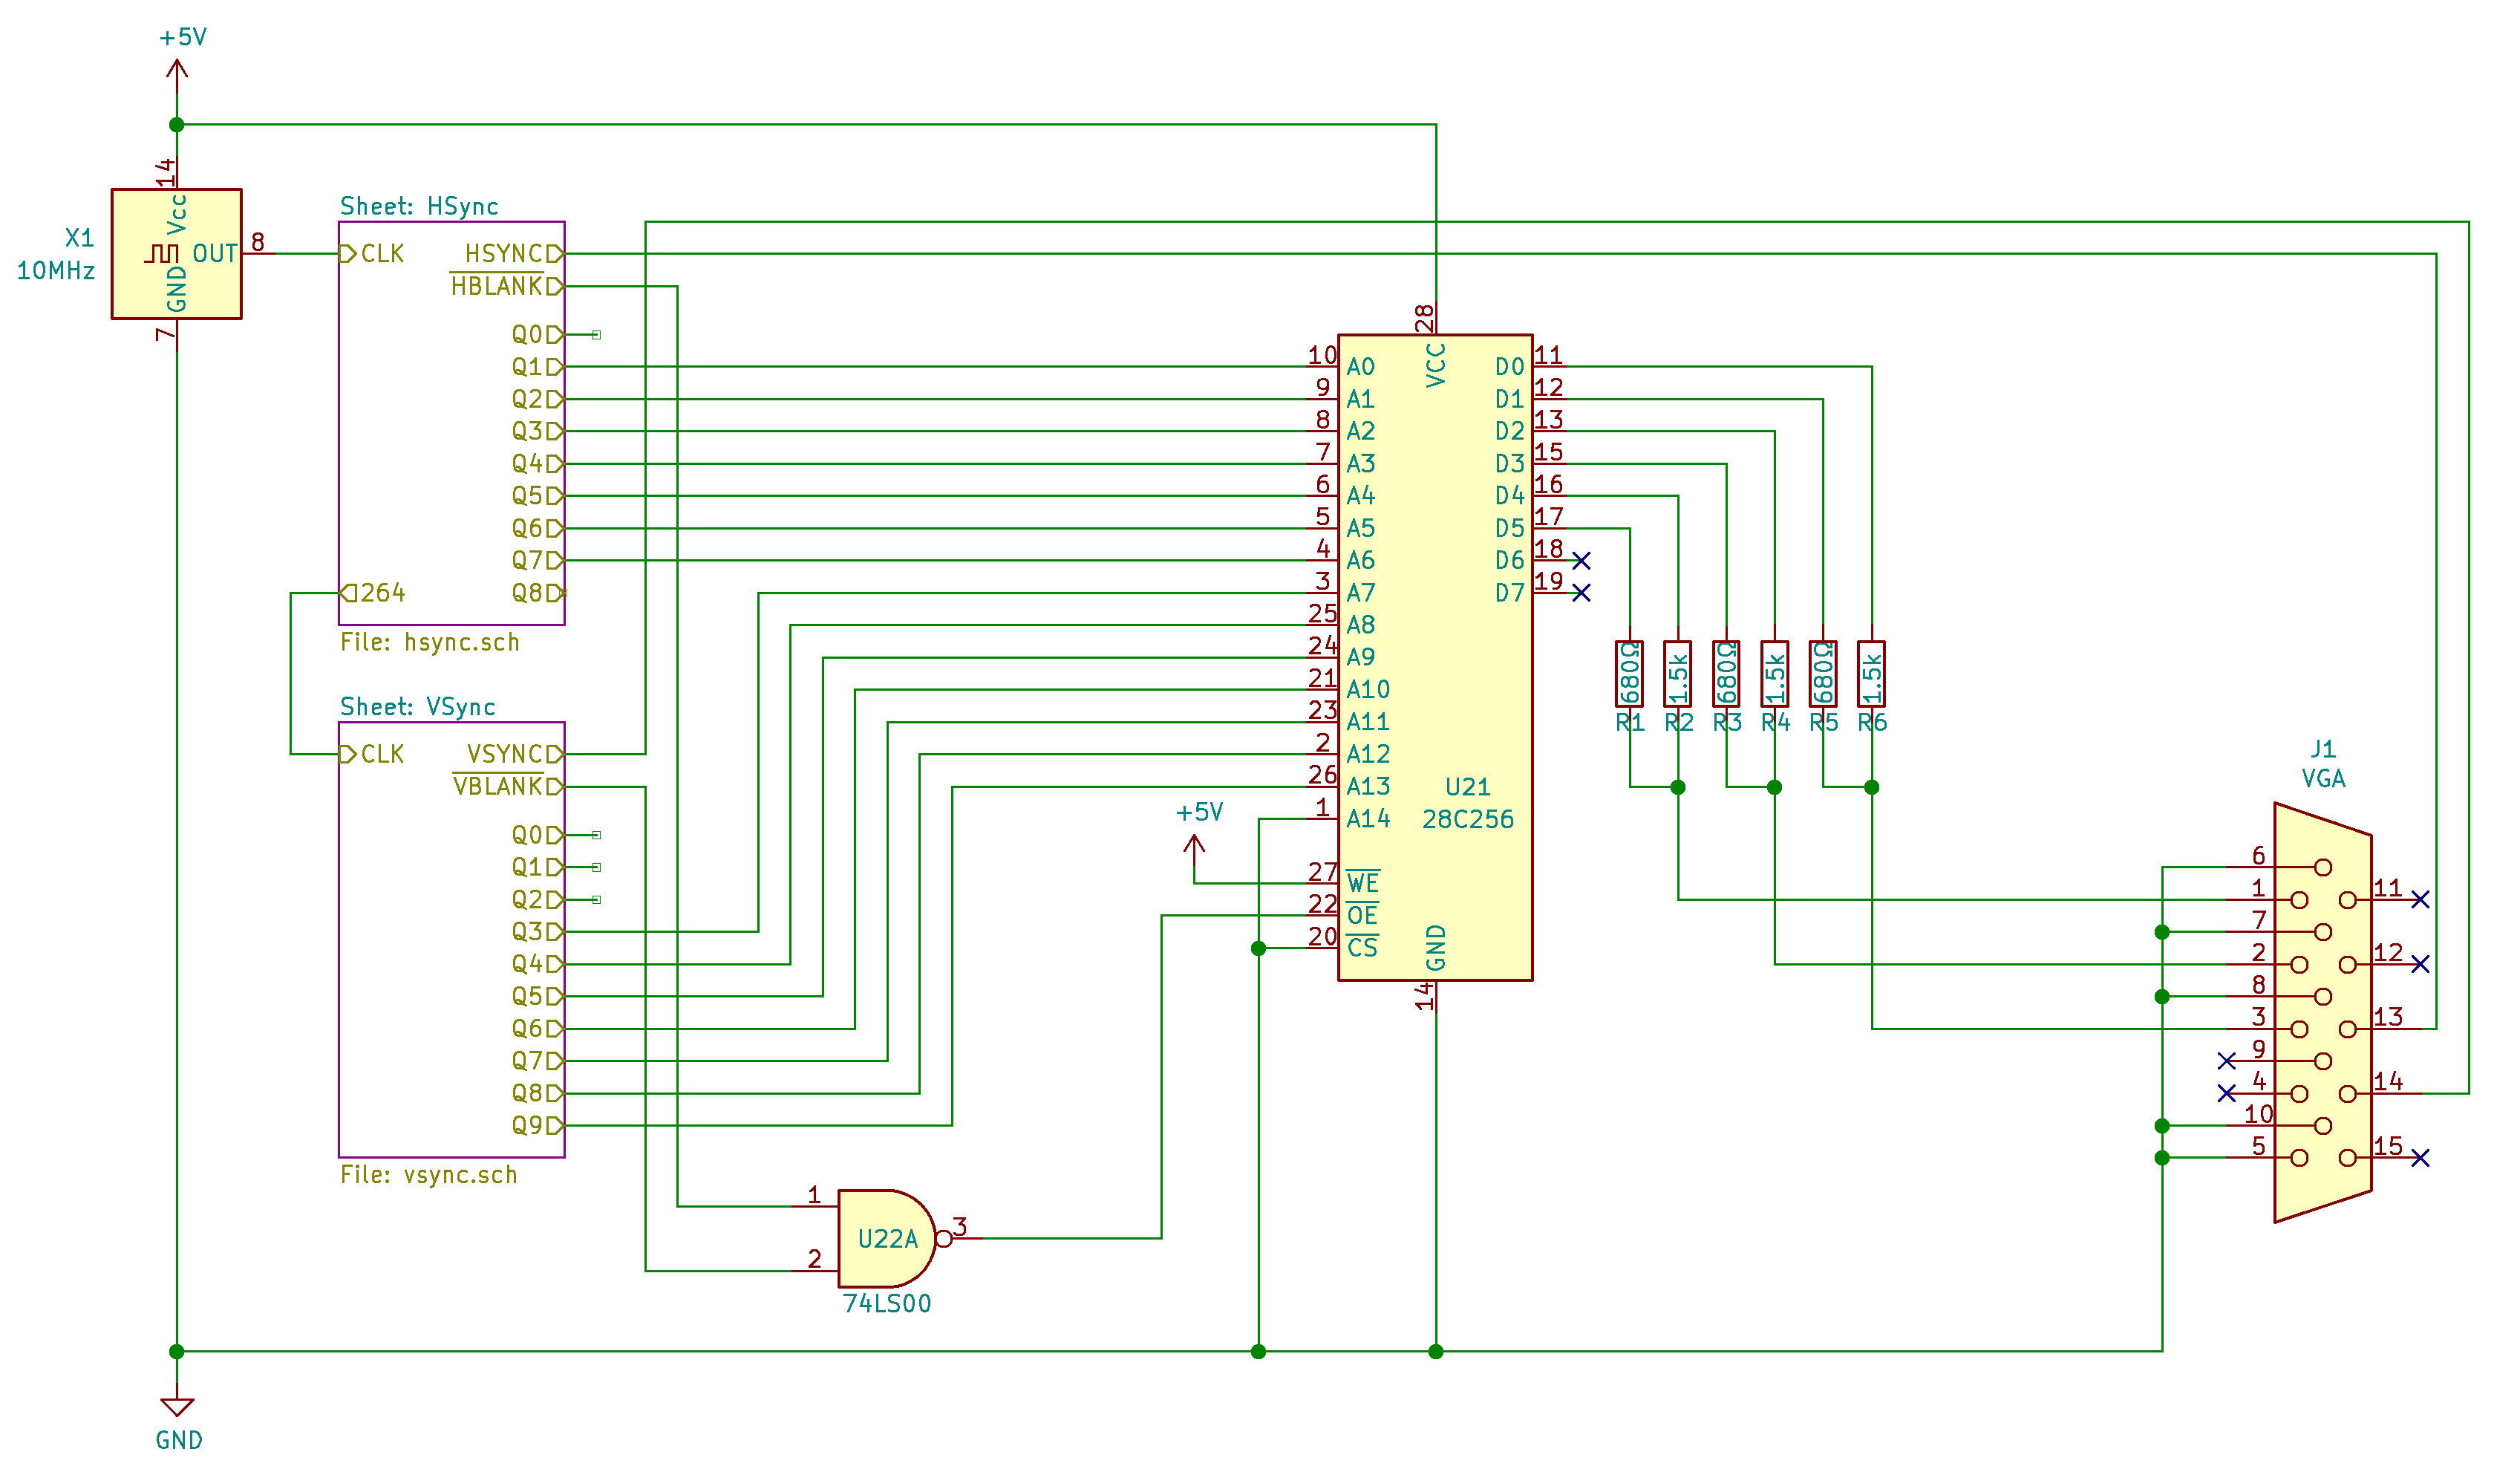 +5V
X1
10MHz
14
Vcc
OUT
GND
8
7
Sheet: HSync
CLK
HSYNC
HBLANK
Q0
Q1
Q2
Q3
Q4
Q5
Q6
Q7
264
Q8
File: hsync.sch
Sheet: VSync
CLK
VSYNC
VBLANK
Q0
Q1
Q2
Q3
Q4
Q5
Q6
Q7
Q8
Q9
File: vsync.sch
1
2
U22A
3
74LS00
GND
+5V
28
VCC
10 A0 D0 11
9 A1 D1 12
8 A2 D2 13
7 A3 D3 15
6 A4 D4 16
5 A5 D5 17
4 A6 D6 18
3 A7 D7 19
25 A8
24 A9
21 A10
23 A11
2 A12
26 A13
1 A14
27 WE
22 OE
20 CS
U21
28C256
GND
14
680Ω
1.5k
680Ω
1.5k
680Ω
1.5k
R1 R2 R3 R4 R5 R6
J1
VGA
6
1 11
7
2 12
8
3 13
9
4 14
10
5 15